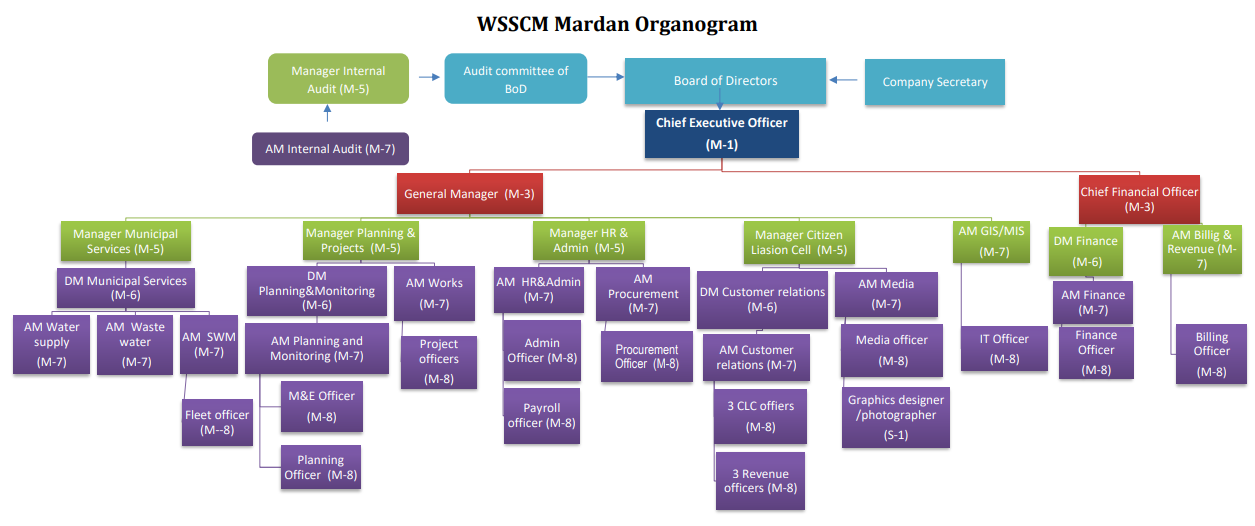 WSSCM Mardan Organogram
Manager Internal
Audit (M-5)
Audit committee of
BoD
Board of Directors
Company Secretary
Chief Executive Officer
(M-1)
AM Internal Audit (M-7)
General Manager (M-3)
Chief Financial Officer
(M-3)
Manager Municipal
Services (M-5)
Manager Planning &
Projects (M-5)
Manager HR &
Admin (M-5)
Manager Citizen
Liasion Cell (M-5)
AM GIS/MIS
(M-7)
DM Finance
(M-6)
AM Billig &
Revenue (M-
7)
DM Municipal Services
(M-6)
DM
Planning&Monitoring
(M-6)
AM Works
(M-7)
AM HR&Admin
(M-7)
AM
Procurement
(M-7)
DM Customer relations
(M-6)
AM Media
(M-7)
AM Finance
(M-7)
AM Water
supply
(M-7)
AM Waste
water
(M-7)
AM SWM
(M-7)
AM Planning and
Monitoring (M-7)
Project
officers
(M-8)
Admin
Officer (M-8)
Procurement
Officer (M-8)
AM Customer
relations (M-7)
Media officer
(M-8)
IT Officer
(M-8)
Finance
Officer
(M-8)
Billing
Officer
(M-8)
Fleet officer
(M--8)
M&E Officer
(M-8)
Payroll
officer (M-8)
3 CLC offiers
(M-8)
Graphics designer
/photographer
(S-1)
Planning
Officer (M-8)
3 Revenue
officers (M-8)